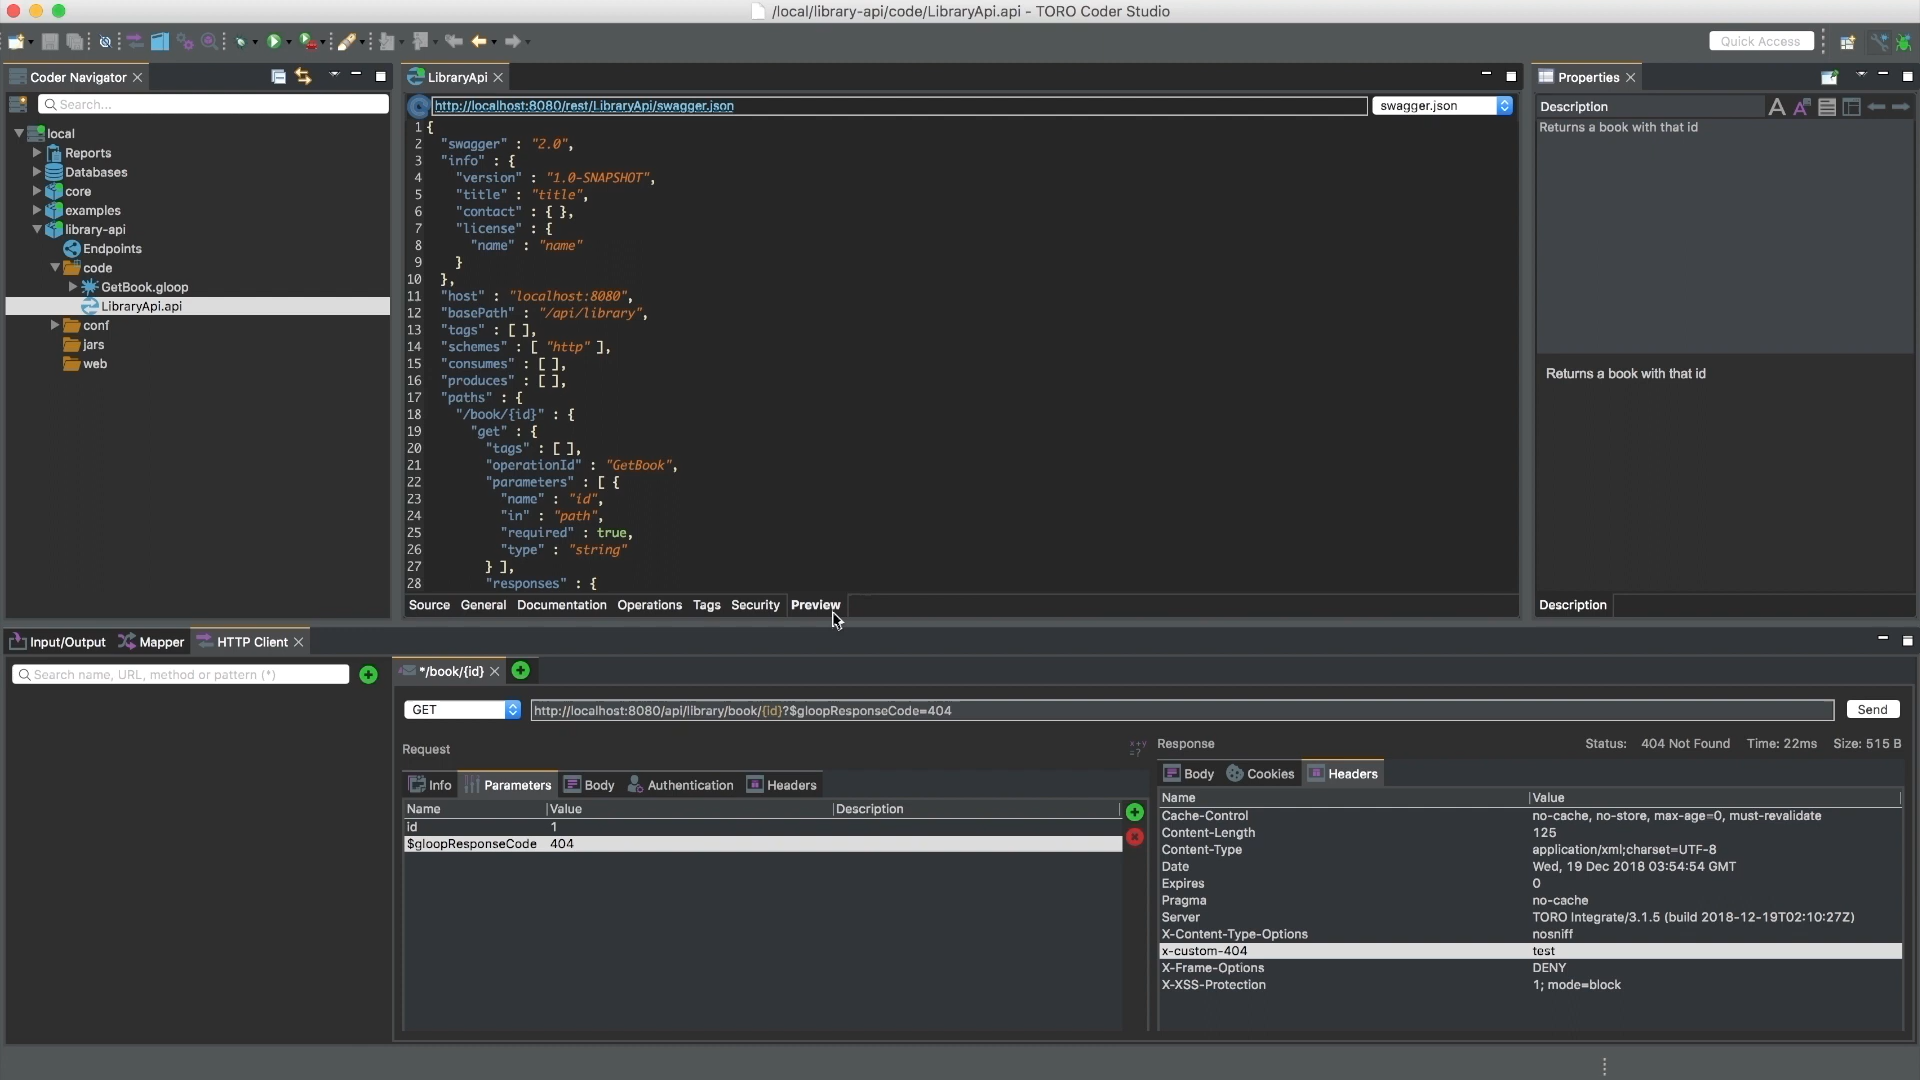 /local/library-api/code/LibraryApi.api - TORO Coder Studio
Quick Access
Coder Navigator
Search...
local
Reports
Databases
core
examples
library-api
Endpoints
code
GetBook.gloop
LibraryApi.api
conf
jars
web
LibraryApi
http://localhost:8080/rest/LibraryApi/swagger.json
swagger.json
1 {
2 "swagger" : "2.0",
3 "info" : {
4 "version" : "1.0-SNAPSHOT",
5 "title" : "title",
6 "contact" : { },
7 "license" : {
8 "name" : "name"
9 }
10 },
11 "host" : "localhost:8080",
12 "basePath" : "/api/library",
13 "tags" : [ ],
14 "schemes" : [ "http" ],
15 "consumes" : [ ],
16 "produces" : [ ],
17 "paths" : {
18 "/book/{id}" : {
19 "get" : {
20 "tags" : [ ],
21 "operationId" : "GetBook",
22 "parameters" : [ {
23 "name" : "id",
24 "in" : "path",
25 "required" : true,
26 "type" : "string"
27 } ],
28 "responses" : {
Source General Documentation Operations Tags Security Preview
Properties
Description
Returns a book with that id
Returns a book with that id
Description
Input/Output Mapper HTTP Client
Search name, URL, method or pattern (*)
*/book/{id}
GET http://localhost:8080/api/library/book/{id}?$gloopResponseCode=404 Send
Request
Info Parameters Body Authentication Headers
Name Value Description
id 1
$gloopResponseCode 404
Response Status: 404 Not Found Time: 22ms Size: 515 B
Body Cookies Headers
Name Value
Cache-Control no-cache, no-store, max-age=0, must-revalidate
Content-Length 125
Content-Type application/xml;charset=UTF-8
Date Wed, 19 Dec 2018 03:54:54 GMT
Expires 0
Pragma no-cache
Server TORO Integrate/3.1.5 (build 2018-12-19T02:10:27Z)
X-Content-Type-Options nosniff
x-custom-404 test
X-Frame-Options DENY
X-XSS-Protection 1; mode=block